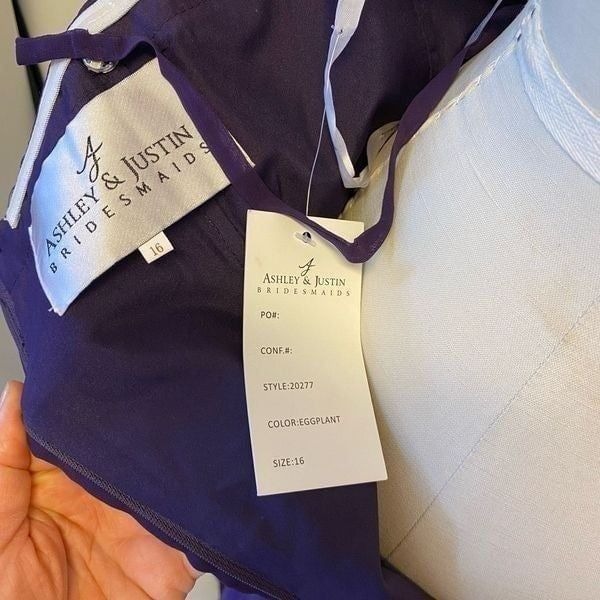 AJ
ASHLEY & JUSTIN
BRIDESMAIDS
16
AJ
ASHLEY & JUSTIN
BRIDESMAIDS
PO#:
CONF.#:
STYLE:20277
COLOR:EGGPLANT
SIZE:16